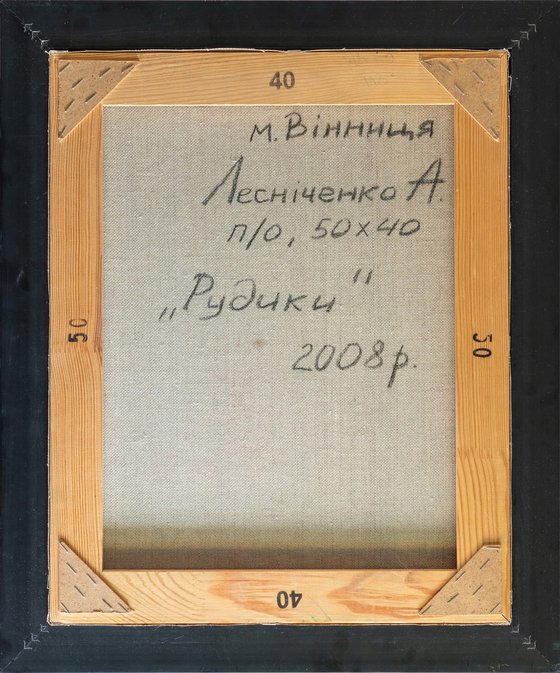 40
м. Вінниця
Лесніченко А.
п/о, 50х40
„Рудики"
2008р.
50
50
40